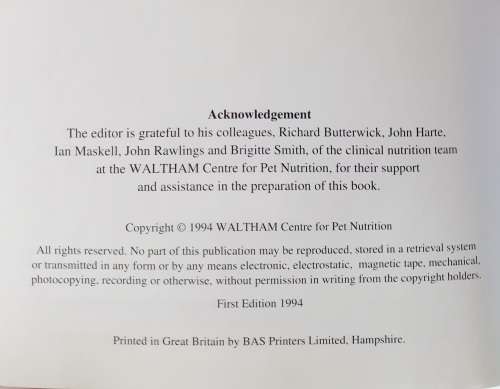 Acknowledgement
The editor is grateful to his colleagues, Richard Butterwick, John Harte,
Ian Maskell, John Rawlings and Brigitte Smith, of the clinical nutrition team
at the WALTHAM Centre for Pet Nutrition, for their support
and assistance in the preparation of this book.
Copyright © 1994 WALTHAM Centre for Pet Nutrition
All rights reserved. No part of this publication may be reproduced, stored in a retrieval system
or transmitted in any form or by any means electronic, electrostatic, magnetic tape, mechanical,
photocopying, recording or otherwise, without permission in writing from the copyright holders.
First Edition 1994
Printed in Great Britain by BAS Printers Limited, Hampshire.